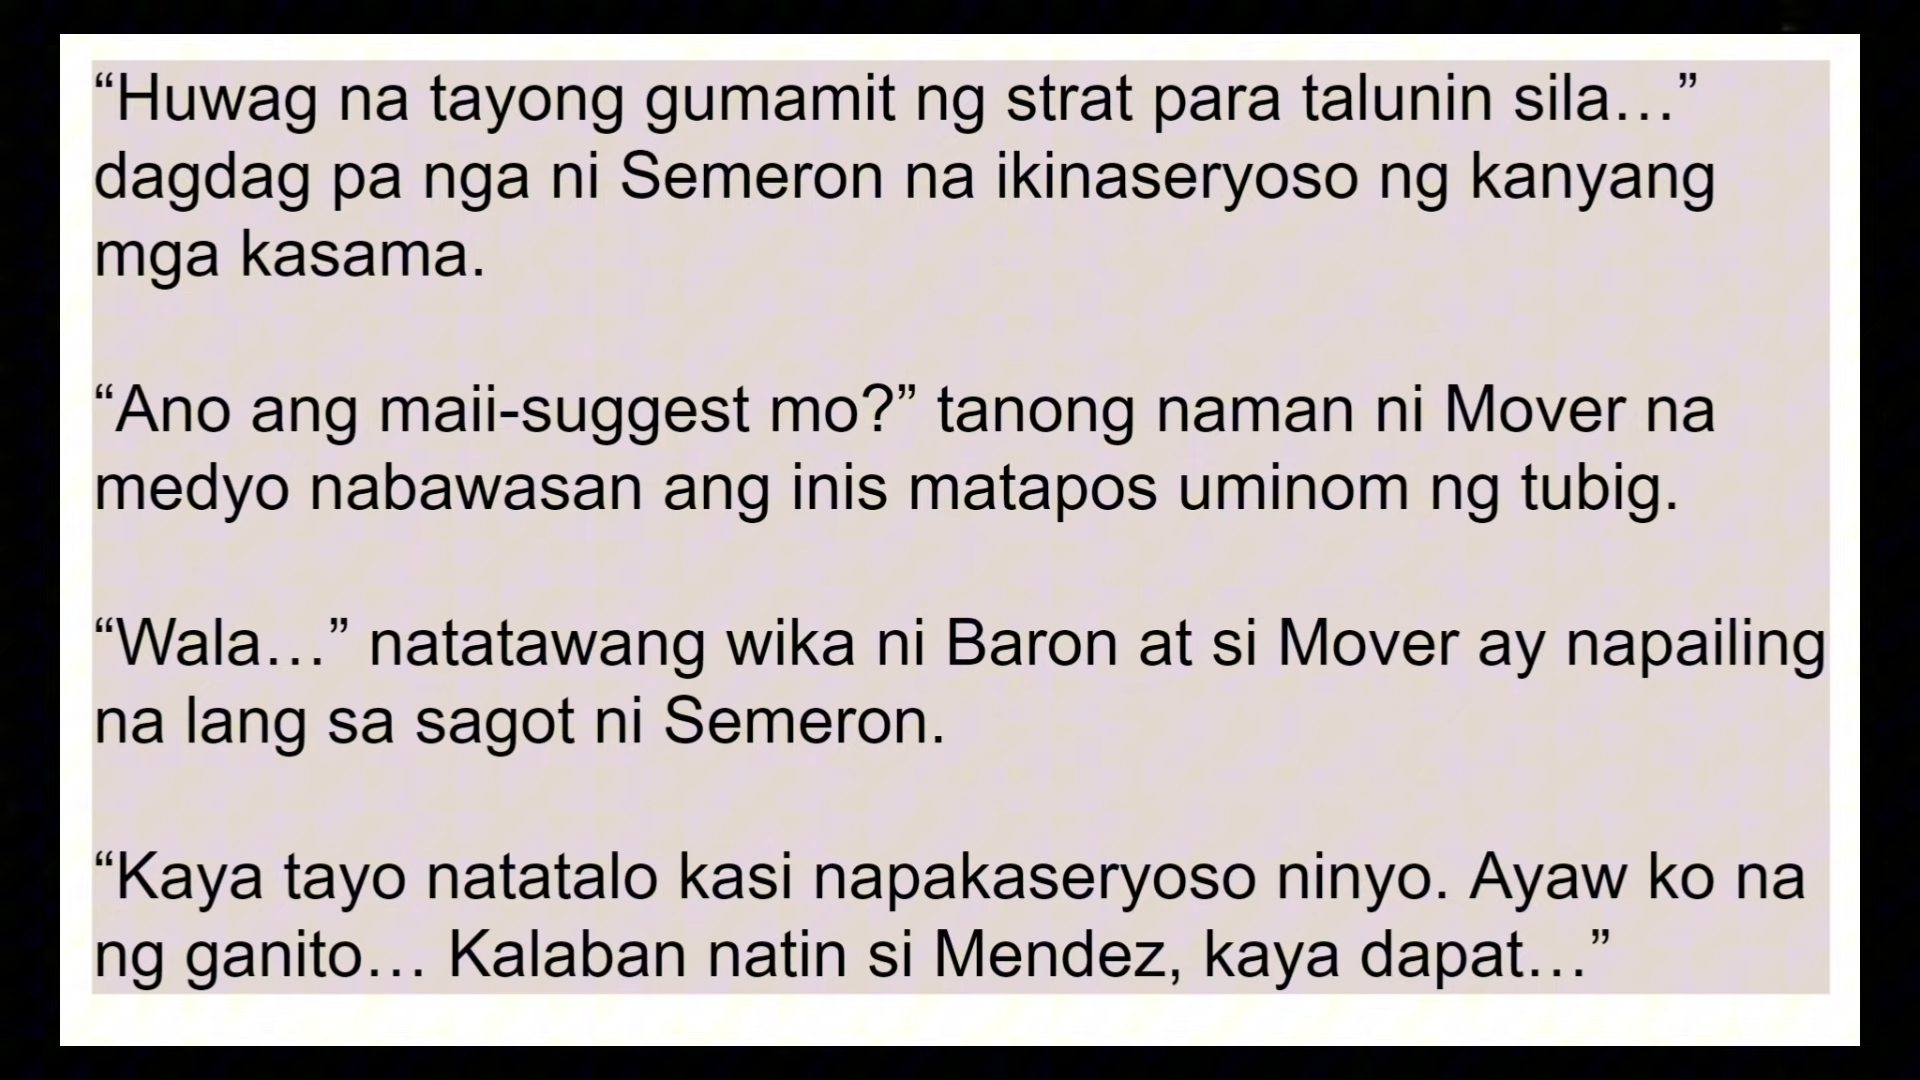 “Huwag na tayong gumamit ng strat para talunin sila…”
dagdag pa nga ni Semeron na ikinaseryoso ng kanyang
mga kasama.
“Ano ang maii-suggest mo?” tanong naman ni Mover na
medyo nabawasan ang inis matapos uminom ng tubig.
“Wala…” natatawang wika ni Baron at si Mover ay napailing
na lang sa sagot ni Semeron.
“Kaya tayo natatalo kasi napakaseryoso ninyo. Ayaw ko na
ng ganito… Kalaban natin si Mendez, kaya dapat…”